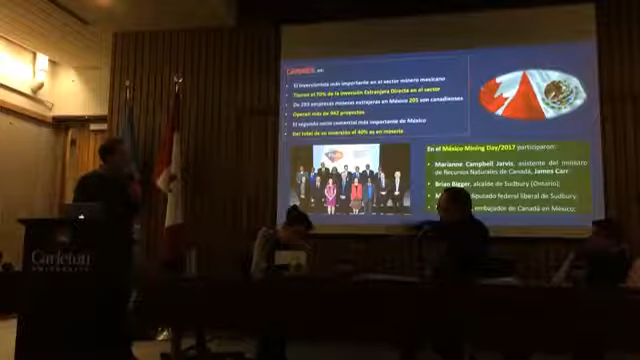 El inversionista más importante en el sector minero mexicano
Tienen el 70% de la inversión Extranjera Directa en el sector
De 293 empresas mineras extranjeras en México 205 son canadienses
Operan más de 442 proyectos
El segundo socio comercial más importante de México
Del total de su inversión el 40% es en minería
En el México Mining Day/2017 participaron:
Marianne Campbell Jarvis, asistente del ministro
de Recursos Naturales de Canadá, James Carr
Brian Bigger, alcalde de Sudbury (Ontario);
diputado federal liberal de Sudbury
embajador de Canadá en México;
Carleton
UNIVERSITY